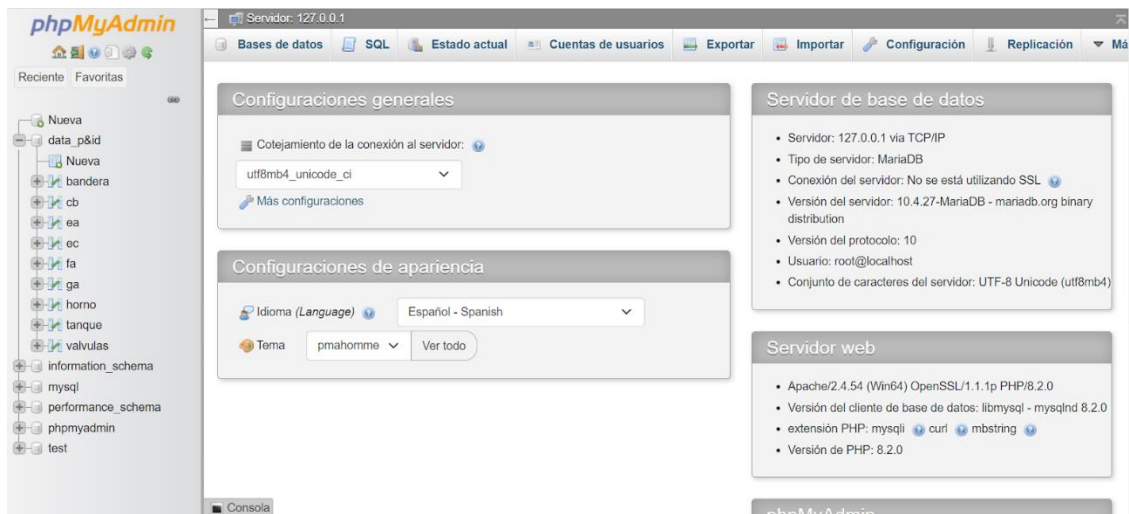 phpMyAdmin
Reciente Favoritas
Nueva
data_p&id
Nueva
bandera
cb
ea
ec
fa
ga
horno
tanque
valvulas
information_schema
mysql
performance_schema
phpmyadmin
test
Servidor: 127.0.0.1
Bases de datos SQL Estado actual Cuentas de usuarios Exportar Importar Configuración Replicación Má
Configuraciones generales
Cotejamiento de la conexión al servidor:
utf8mb4_unicode_ci
Más configuraciones
Configuraciones de apariencia
Idioma (Language) Español - Spanish
Tema pmahomme Ver todo
Servidor de base de datos
• Servidor: 127.0.0.1 via TCP/IP
• Tipo de servidor: MariaDB
• Conexión del servidor: No se está utilizando SSL
• Versión del servidor: 10.4.27-MariaDB - mariadb.org binary
distribution
• Versión del protocolo: 10
• Usuario: root@localhost
• Conjunto de caracteres del servidor: UTF-8 Unicode (utf8mb4)
Servidor web
• Apache/2.4.54 (Win64) OpenSSL/1.1.1p PHP/8.2.0
• Versión del cliente de base de datos: libmysql - mysqlnd 8.2.0
• extensión PHP: mysqli curl mbstring
• Versión de PHP: 8.2.0
phpMyAdmin
Consola